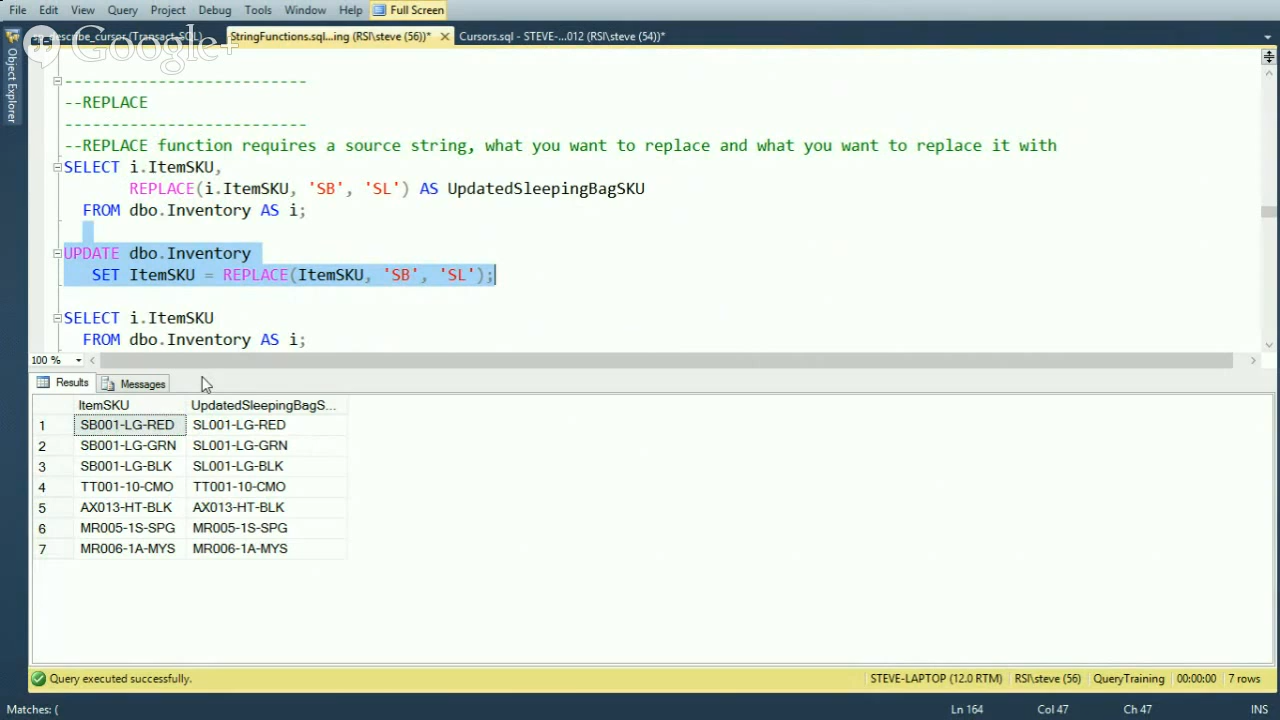 File Edit View Query Project Debug Tools Window Help Full Screen
sp_describe_cursor (Transact-SQL) StringFunctions.sql...ing (RSI\steve (56))* Cursors.sql - STEVE-...012 (RSI\steve (54))*
Google+
Object Explorer
--------------------------
--REPLACE
--------------------------
--REPLACE function requires a source string, what you want to replace and what you want to replace it with
SELECT i.ItemSKU,
REPLACE(i.ItemSKU, 'SB', 'SL') AS UpdatedSleepingBagSKU
FROM dbo.Inventory AS i;
UPDATE dbo.Inventory
SET ItemSKU = REPLACE(ItemSKU, 'SB', 'SL');
SELECT i.ItemSKU
FROM dbo.Inventory AS i;
100 %
Results Messages
ItemSKU UpdatedSleepingBagS...
1 SB001-LG-RED SL001-LG-RED
2 SB001-LG-GRN SL001-LG-GRN
3 SB001-LG-BLK SL001-LG-BLK
4 TT001-10-CMO TT001-10-CMO
5 AX013-HT-BLK AX013-HT-BLK
6 MR005-1S-SPG MR005-1S-SPG
7 MR006-1A-MYS MR006-1A-MYS
Query executed successfully. STEVE-LAPTOP (12.0 RTM) RSI\steve (56) QueryTraining 00:00:00 7 rows
Matches: ( Ln 164 Col 47 Ch 47 INS